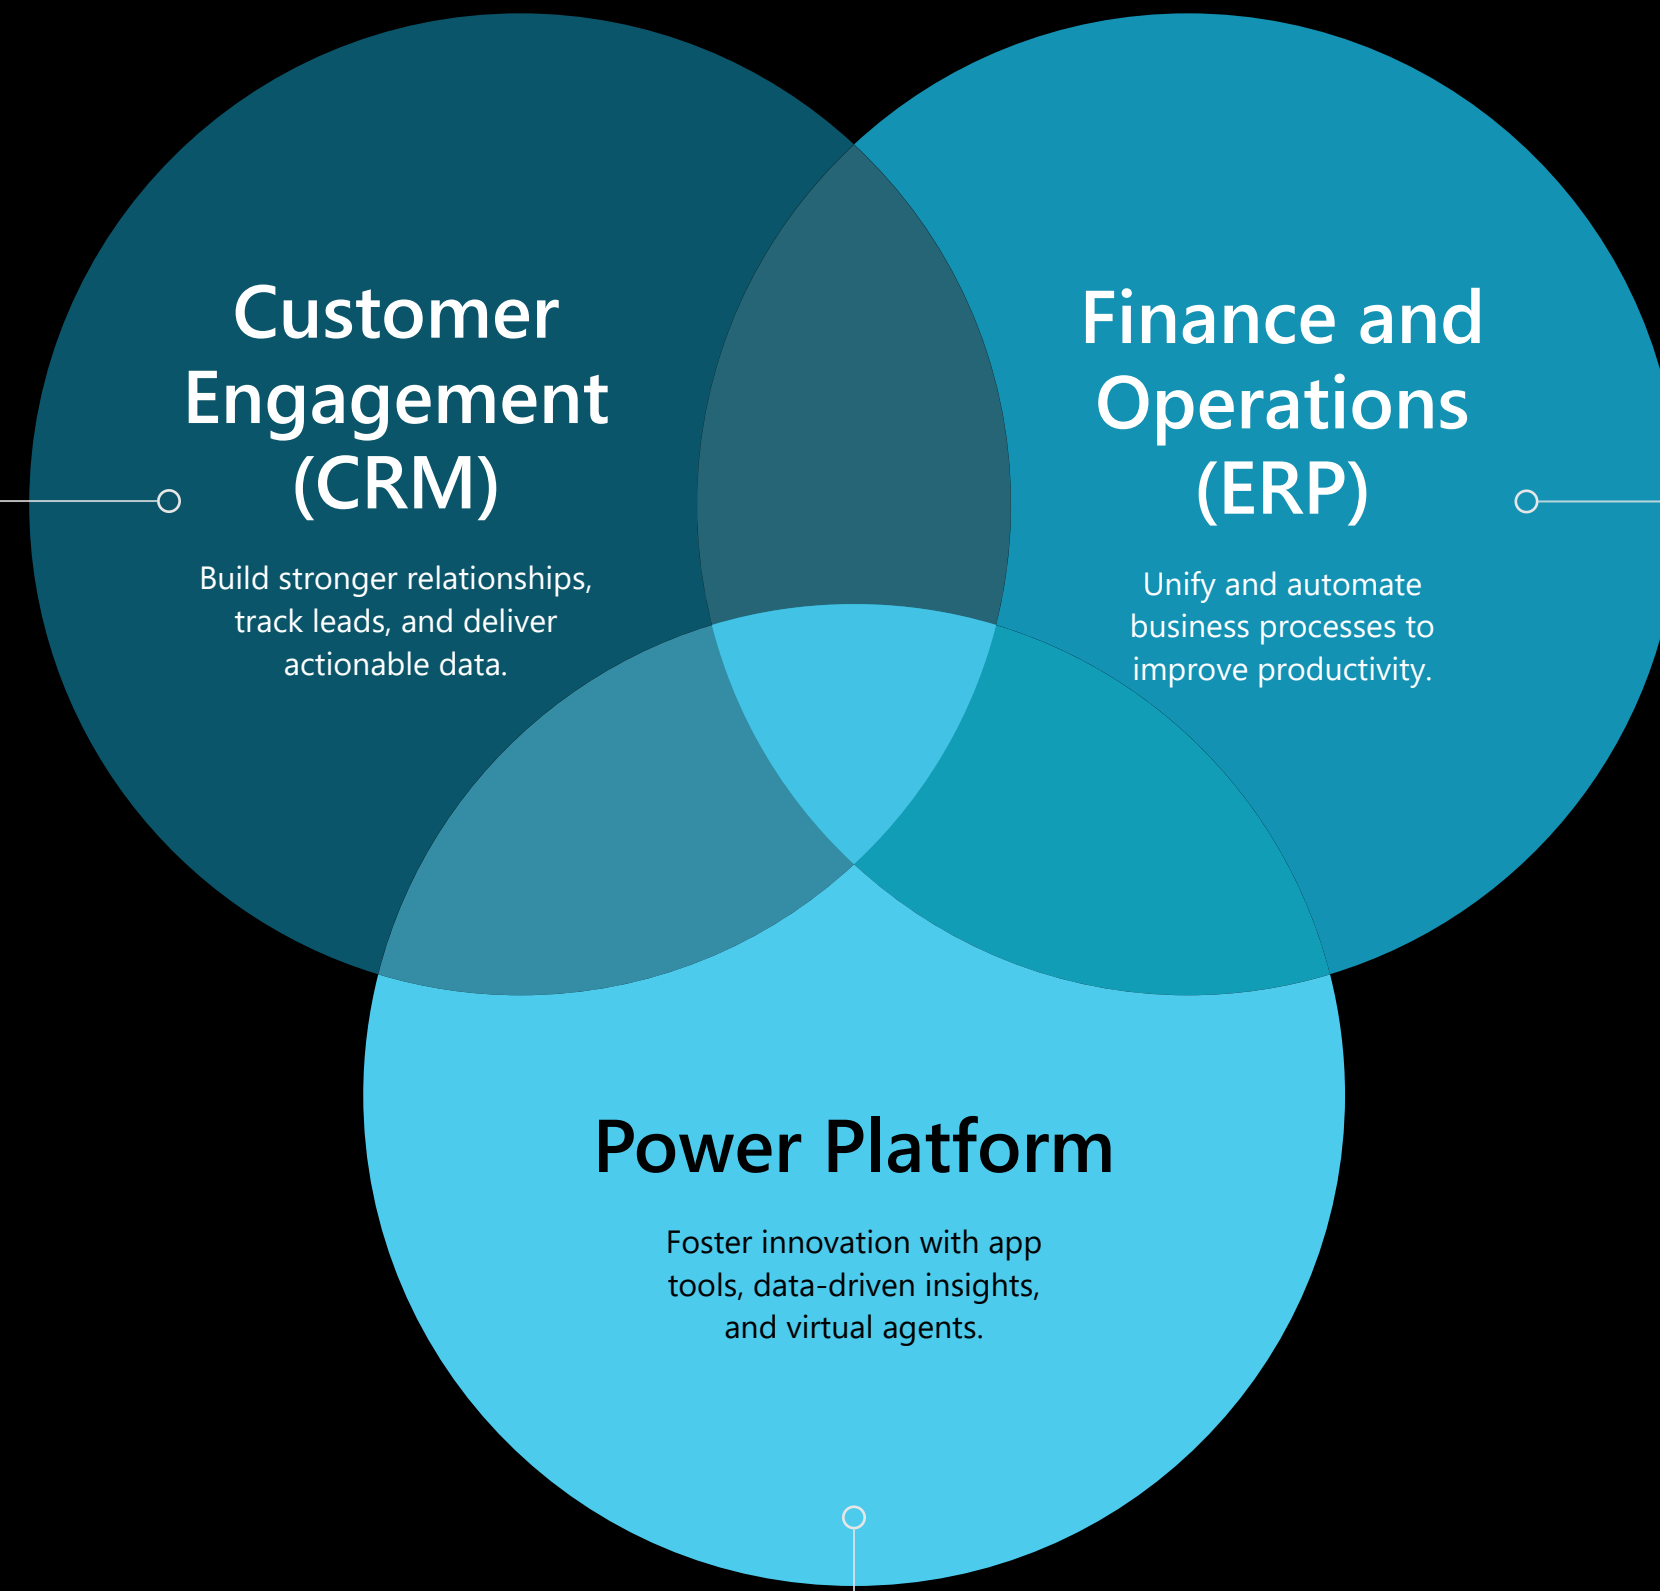 Customer
Engagement
(CRM)
Build stronger relationships,
track leads, and deliver
actionable data.
Finance and
Operations
(ERP)
Unify and automate
business processes to
improve productivity.
Power Platform
Foster innovation with app
tools, data-driven insights,
and virtual agents.